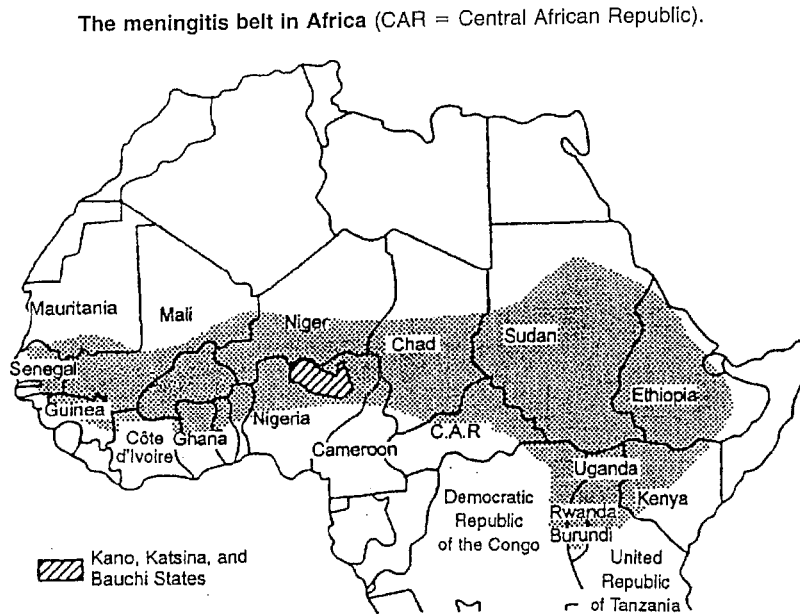 The meningitis belt in Africa (CAR = Central African Republic).
Mauritania
Mali
Niger
Chad
Sudan
Senegal
Guinea
Côte
d'Ivoire
Ghana
Nigeria
Cameroon
C.A.R
Ethiopia
Uganda
Kenya
Rwanda
Burundi
Democratic
Republic
of the Congo
United
Republic
of Tanzania
Kano, Katsina, and
Bauchi States